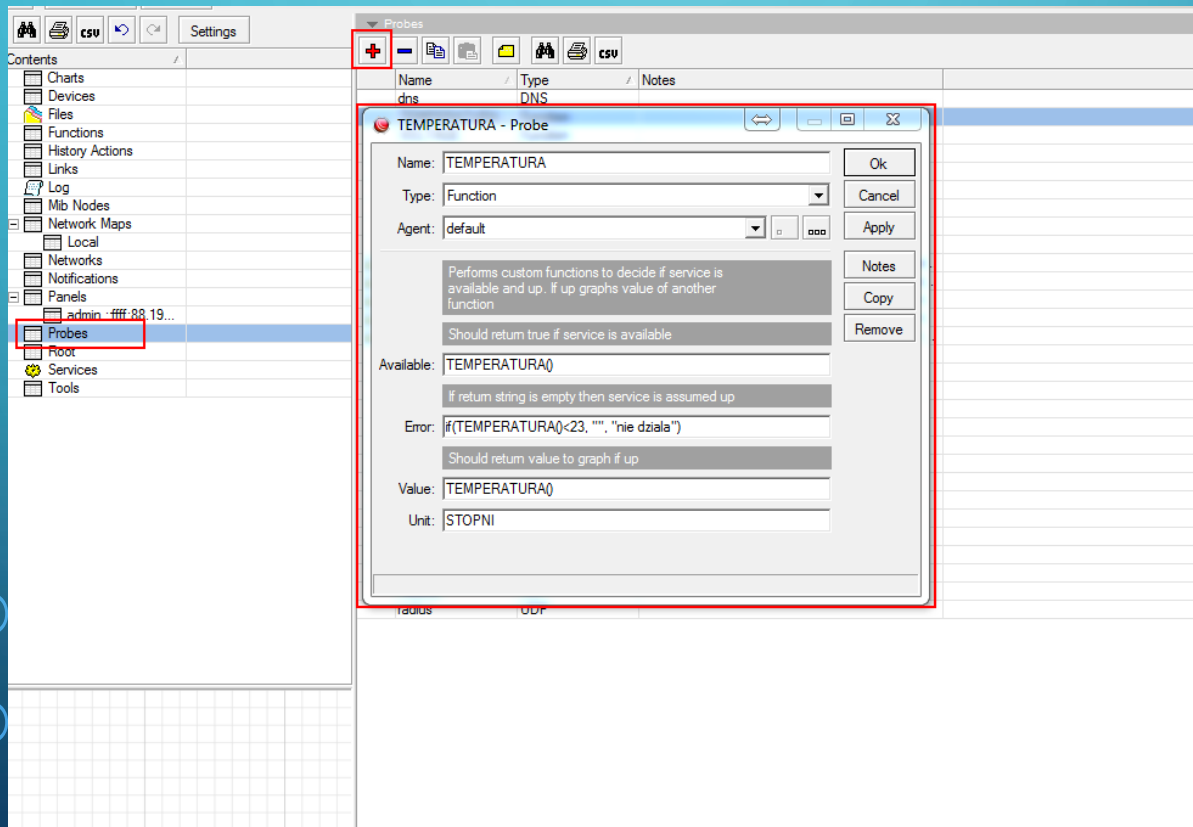 csv
Settings
Contents
Charts
Devices
Files
Functions
History Actions
Links
Log
Mib Nodes
Network Maps
Local
Networks
Notifications
Panels
admin ::ffff:88.19...
Probes
Root
Services
Tools
Probes
csv
Name Type Notes
dns DNS
TEMPERATURA - Probe
Name: TEMPERATURA
Type: Function
Agent: default
Performs custom functions to decide if service is
available and up. If up graphs value of another
function
Should return true if service is available
Available: TEMPERATURA()
If return string is empty then service is assumed up
Error: if(TEMPERATURA()<23, "", "nie dziala")
Should return value to graph if up
Value: TEMPERATURA()
Unit: STOPNI
Ok
Cancel
Apply
Notes
Copy
Remove
radius UDP